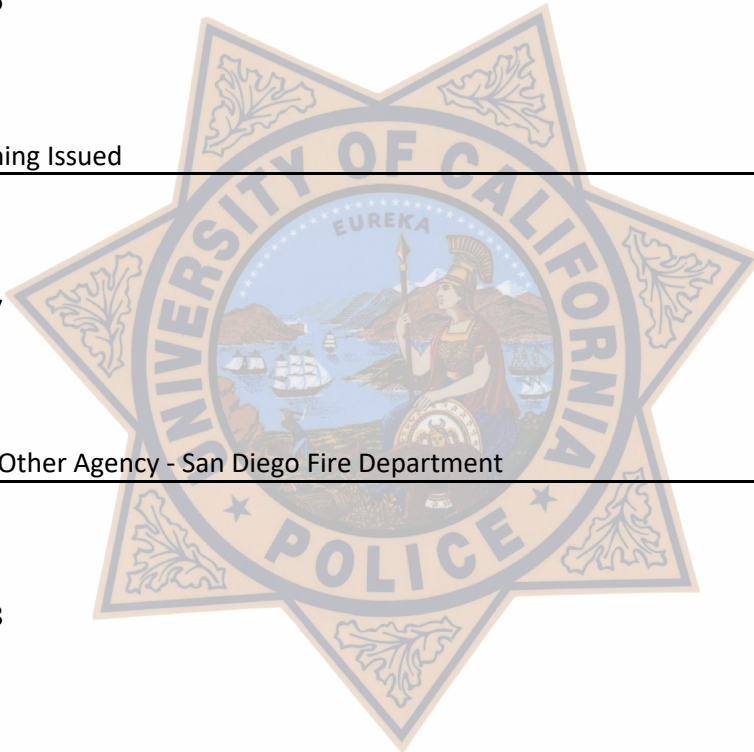 ning Issued
UNIVERSITY OF CALIFORNIA
EUREKA
Other Agency - San Diego Fire Department
POLICE